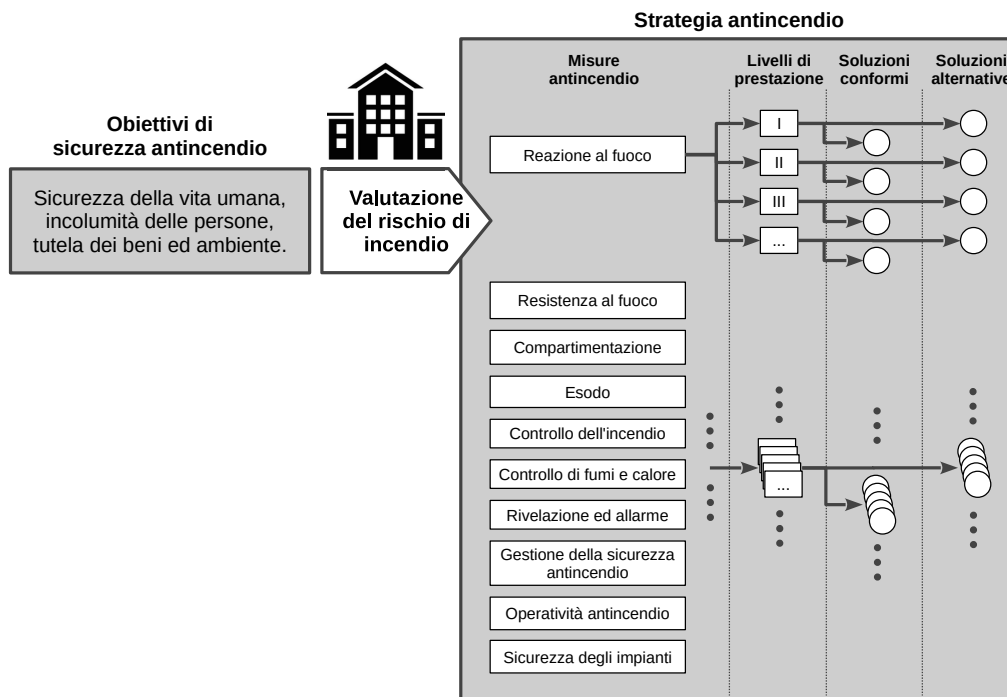 Strategia antincendio
Obiettivi di
sicurezza antincendio
Sicurezza della vita umana,
incolumità delle persone,
tutela dei beni ed ambiente.
Valutazione
del rischio di
incendio
Misure
antincendio
Livelli di
prestazione
Soluzioni
conformi
Soluzioni
alternative
Reazione al fuoco
I
II
III
...
Resistenza al fuoco
Compartimentazione
Esodo
Controllo dell'incendio
Controllo di fumi e calore
Rivelazione ed allarme
Gestione della sicurezza
antincendio
Operatività antincendio
Sicurezza degli impianti
...